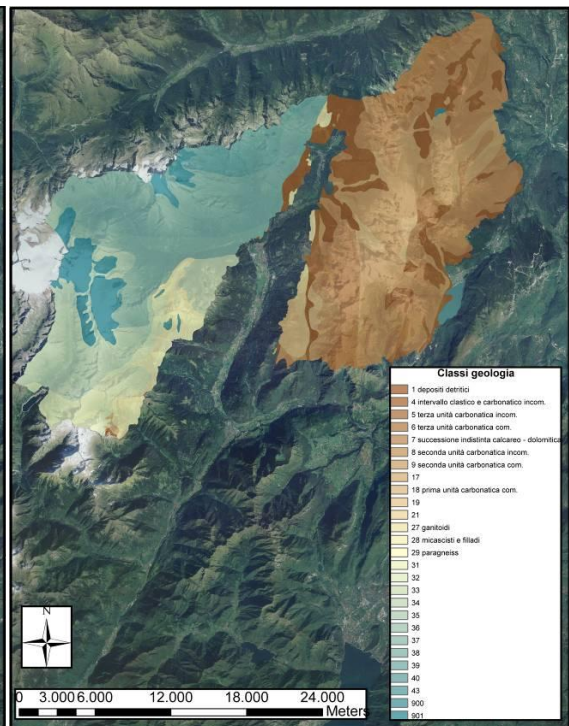 Classi geologia
1 depositi detritici
4 intervallo clastico e carbonatico incom.
5 terza unità carbonatica incom.
6 terza unità carbonatica com.
7 successione indistinta calcareo - dolomitica
8 seconda unità carbonatica incom.
9 seconda unità carbonatica com.
17
18 prima unità carbonatica com.
19
21
27 ganitoidi
28 micascisti e filladi
29 paragneiss
31
32
33
34
35
36
37
38
39
40
43
900
901
N
0 3.000 6.000 12.000 18.000 24.000
Meters